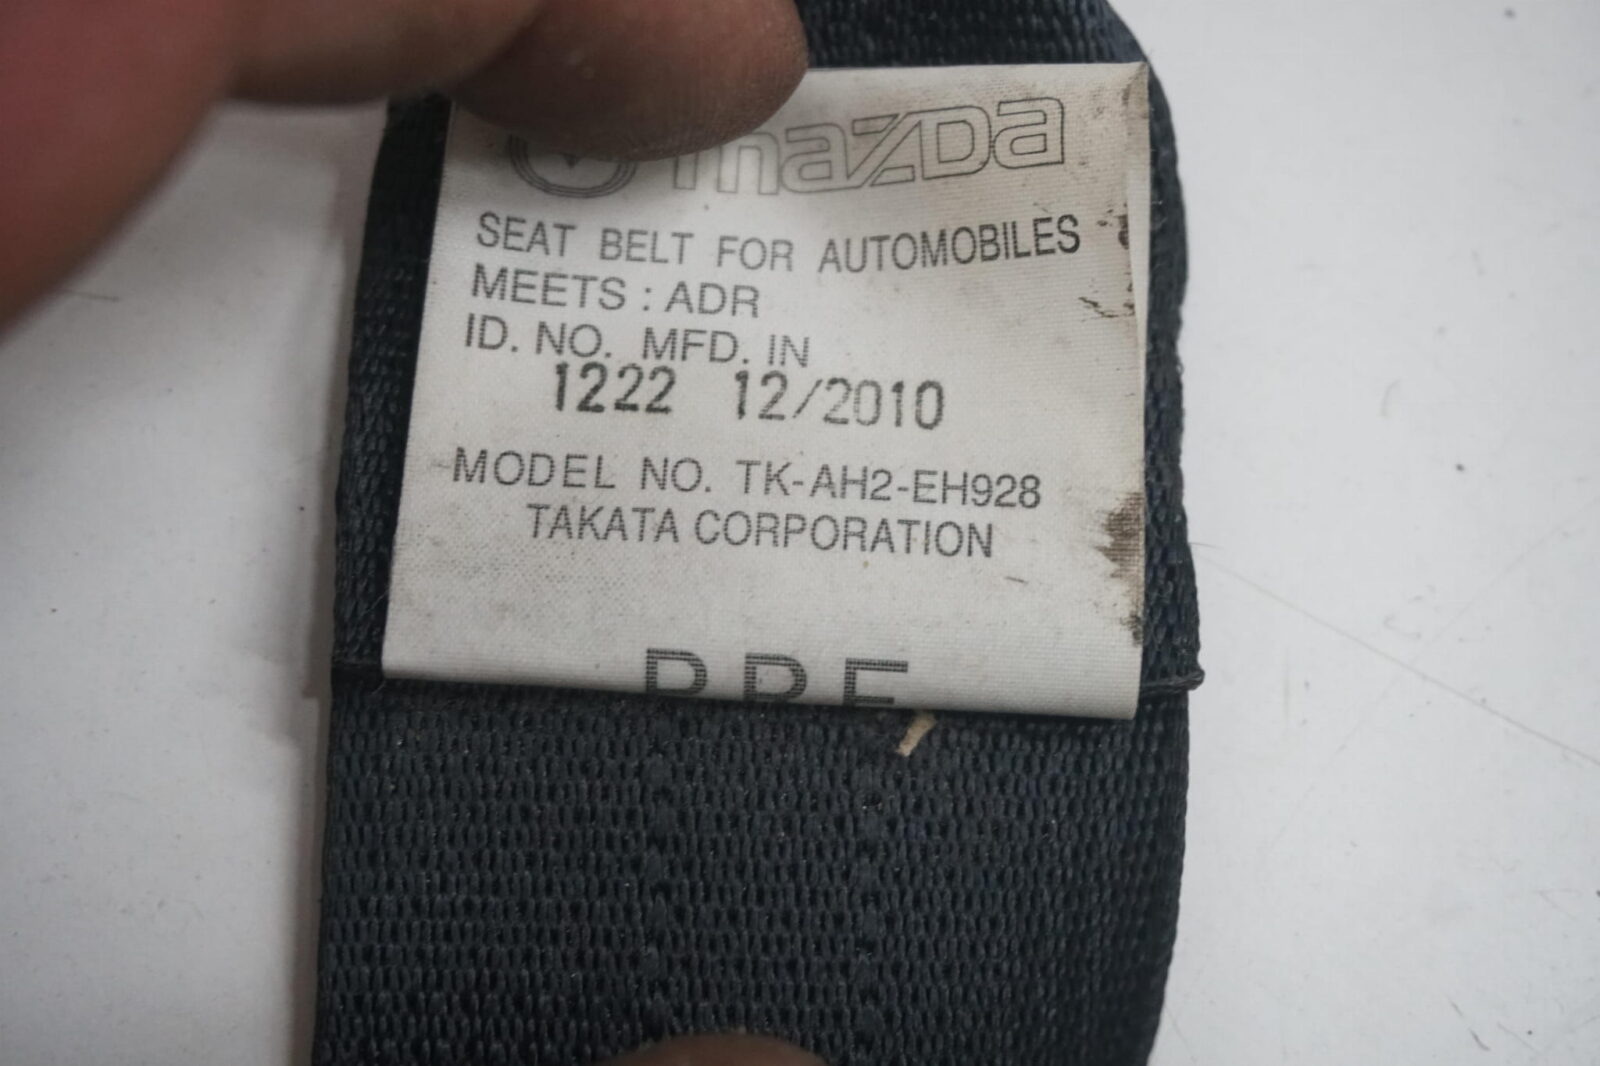 mazda
SEAT BELT FOR AUTOMOBILES
MEETS : ADR
ID. NO. MFD. IN
1222 12/2010
MODEL NO. TK-AH2-EH928
TAKATA CORPORATION